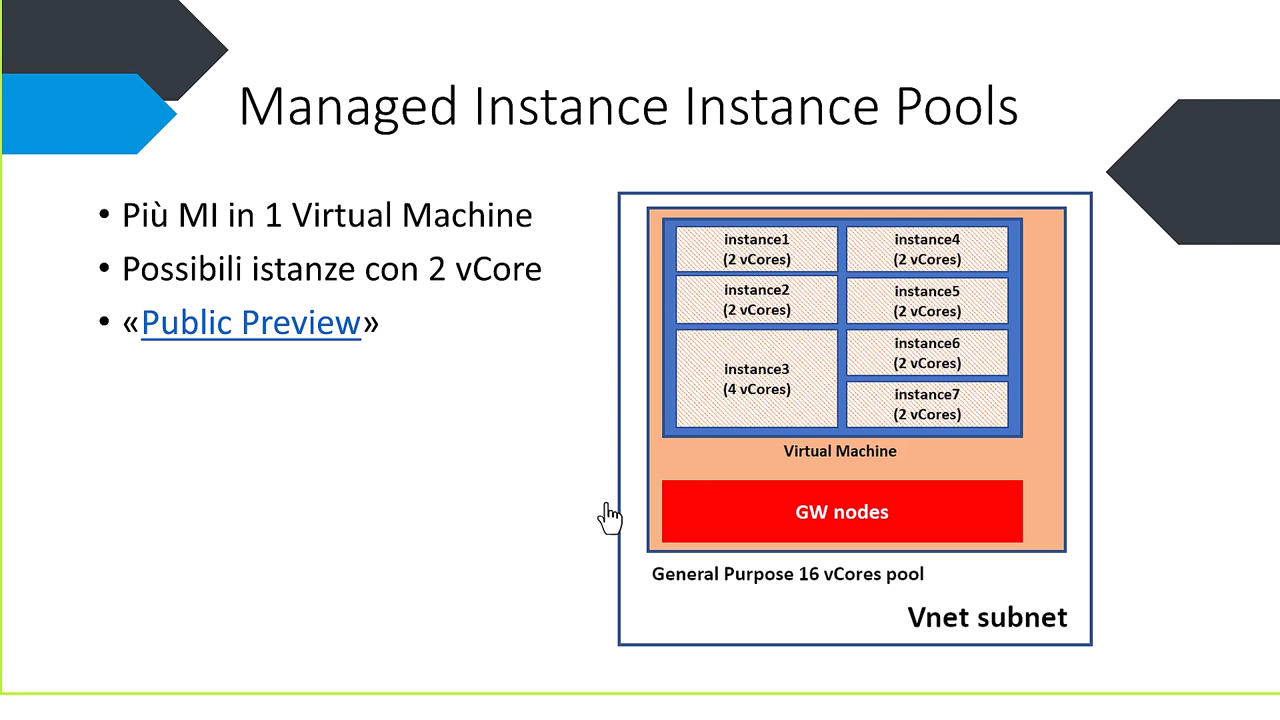 Managed Instance Instance Pools
• Più MI in 1 Virtual Machine
• Possibili istanze con 2 vCore
• «Public Preview»
instance1
(2 vCores)
instance2
(2 vCores)
instance3
(4 vCores)
instance4
(2 vCores)
instance5
(2 vCores)
instance6
(2 vCores)
instance7
(2 vCores)
Virtual Machine
GW nodes
General Purpose 16 vCores pool
Vnet subnet